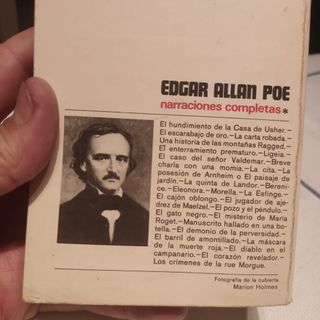 EDGAR ALLAN POE
narraciones completas*
El hundimiento de la Casa de Usher.—
El escarabajo de oro.—La carta robada.—
Una historia de las montañas Ragged.—
El enterramiento prematuro.—Ligeia.—
El caso del señor Valdemar.—Breve
charla con una momia.—La cita.—La
posesión de Arnheim o El paisaje de
jardín.—La quinta de Landor.—Bereni-
ce.—Eleonora.—Morella.—La Esfinge.—
El cajón oblongo.—El jugador de aje-
drez de Maelzel.—El pozo y el péndulo.—
El gato negro.—El misterio de María
Roget.—Manuscrito hallado en una bo-
tella.—El demonio de la perversidad.—
El barril de amontillado.—La máscara
de la muerte roja.—El diablo en el
campanario.—El corazón revelador.—
Los crímenes de la rue Morgue.
Fotografía de la cubierta
Marion Holmes